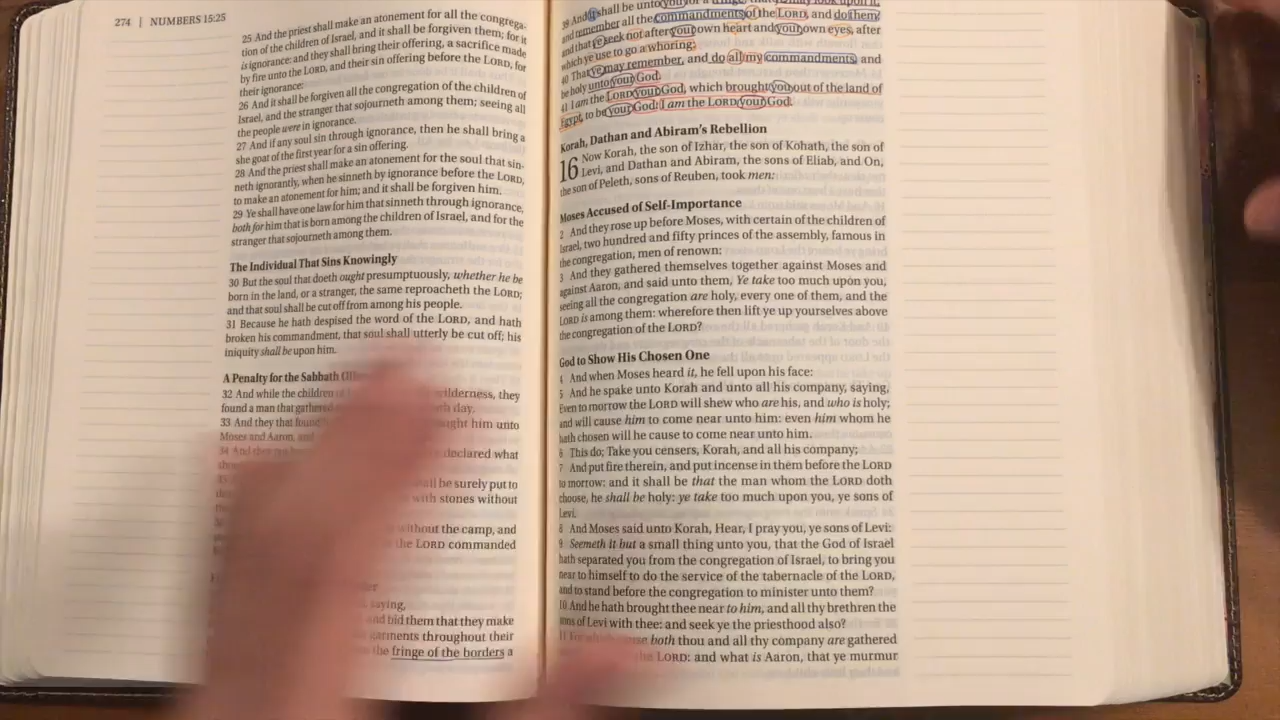 274 | NUMBERS 15:25
25 And the priest shall make an atonement for all the congrega-
tion of the children of Israel, and it shall be forgiven them; for it
is ignorance: and they shall bring their offering, a sacrifice made
by fire unto the LORD, and their sin offering before the LORD, for
their ignorance:
26 And it shall be forgiven all the congregation of the children of
Israel, and the stranger that sojourneth among them; seeing all
the people were in ignorance.
27 And if any soul sin through ignorance, then he shall bring a
she goat of the first year for a sin offering.
28 And the priest shall make an atonement for the soul that sin-
neth ignorantly, when he sinneth by ignorance before the LORD,
to make an atonement for him; and it shall be forgiven him.
29 Ye shall have one law for him that sinneth through ignorance,
both for him that is born among the children of Israel, and for the
stranger that sojourneth among them.
The Individual That Sins Knowingly
30 But the soul that doeth ought presumptuously, whether he be
born in the land, or a stranger, the same reproacheth the LORD;
and that soul shall be cut off from among his people.
31 Because he hath despised the word of the LORD, and hath
broken his commandment, that soul shall utterly be cut off; his
iniquity shall be upon him.
A Penalty for the Sabbath
32 And while the children of wilderness, they
found a man that gathered day.
33 And they that found him unto
Moses and Aaron, and
34 And they declared what
be surely put to
with stones without
without the camp, and
the LORD commanded
saying,
and bid them that they make
garments throughout their
the fringe of the borders a
39 And it shall be unto you for a fringe, that look upon it,
and remember all the commandments of the LORD, and do them;
and that ye seek not after your own heart and your own eyes, after
which ye use to go a whoring:
40 That ye may remember, and do all my commandments, and
be holy unto your God.
41 I am the LORD your God, which brought you out of the land of
Egypt, to be your God: I am the LORD your God.
Korah, Dathan and Abiram's Rebellion
16 Now Korah, the son of Izhar, the son of Kohath, the son of
Levi, and Dathan and Abiram, the sons of Eliab, and On,
the son of Peleth, sons of Reuben, took men:
Moses Accused of Self-Importance
2 And they rose up before Moses, with certain of the children of
Israel, two hundred and fifty princes of the assembly, famous in
the congregation, men of renown:
3 And they gathered themselves together against Moses and
against Aaron, and said unto them, Ye take too much upon you,
seeing all the congregation are holy, every one of them, and the
LORD is among them: wherefore then lift ye up yourselves above
the congregation of the LORD?
God to Show His Chosen One
4 And when Moses heard it, he fell upon his face:
5 And he spake unto Korah and unto all his company, saying,
Even to morrow the LORD will shew who are his, and who is holy;
and will cause him to come near unto him: even him whom he
hath chosen will he cause to come near unto him.
6 This do; Take you censers, Korah, and all his company;
7 And put fire therein, and put incense in them before the LORD
to morrow: and it shall be that the man whom the LORD doth
choose, he shall be holy: ye take too much upon you, ye sons of
Levi.
8 And Moses said unto Korah, Hear, I pray you, ye sons of Levi:
9 Seemeth it but a small thing unto you, that the God of Israel
hath separated you from the congregation of Israel, to bring you
near to himself to do the service of the tabernacle of the LORD,
and to stand before the congregation to minister unto them?
10 And he hath brought thee near to him, and all thy brethren the
sons of Levi with thee: and seek ye the priesthood also?
11 For which cause both thou and all thy company are gathered
the LORD: and what is Aaron, that ye murmur